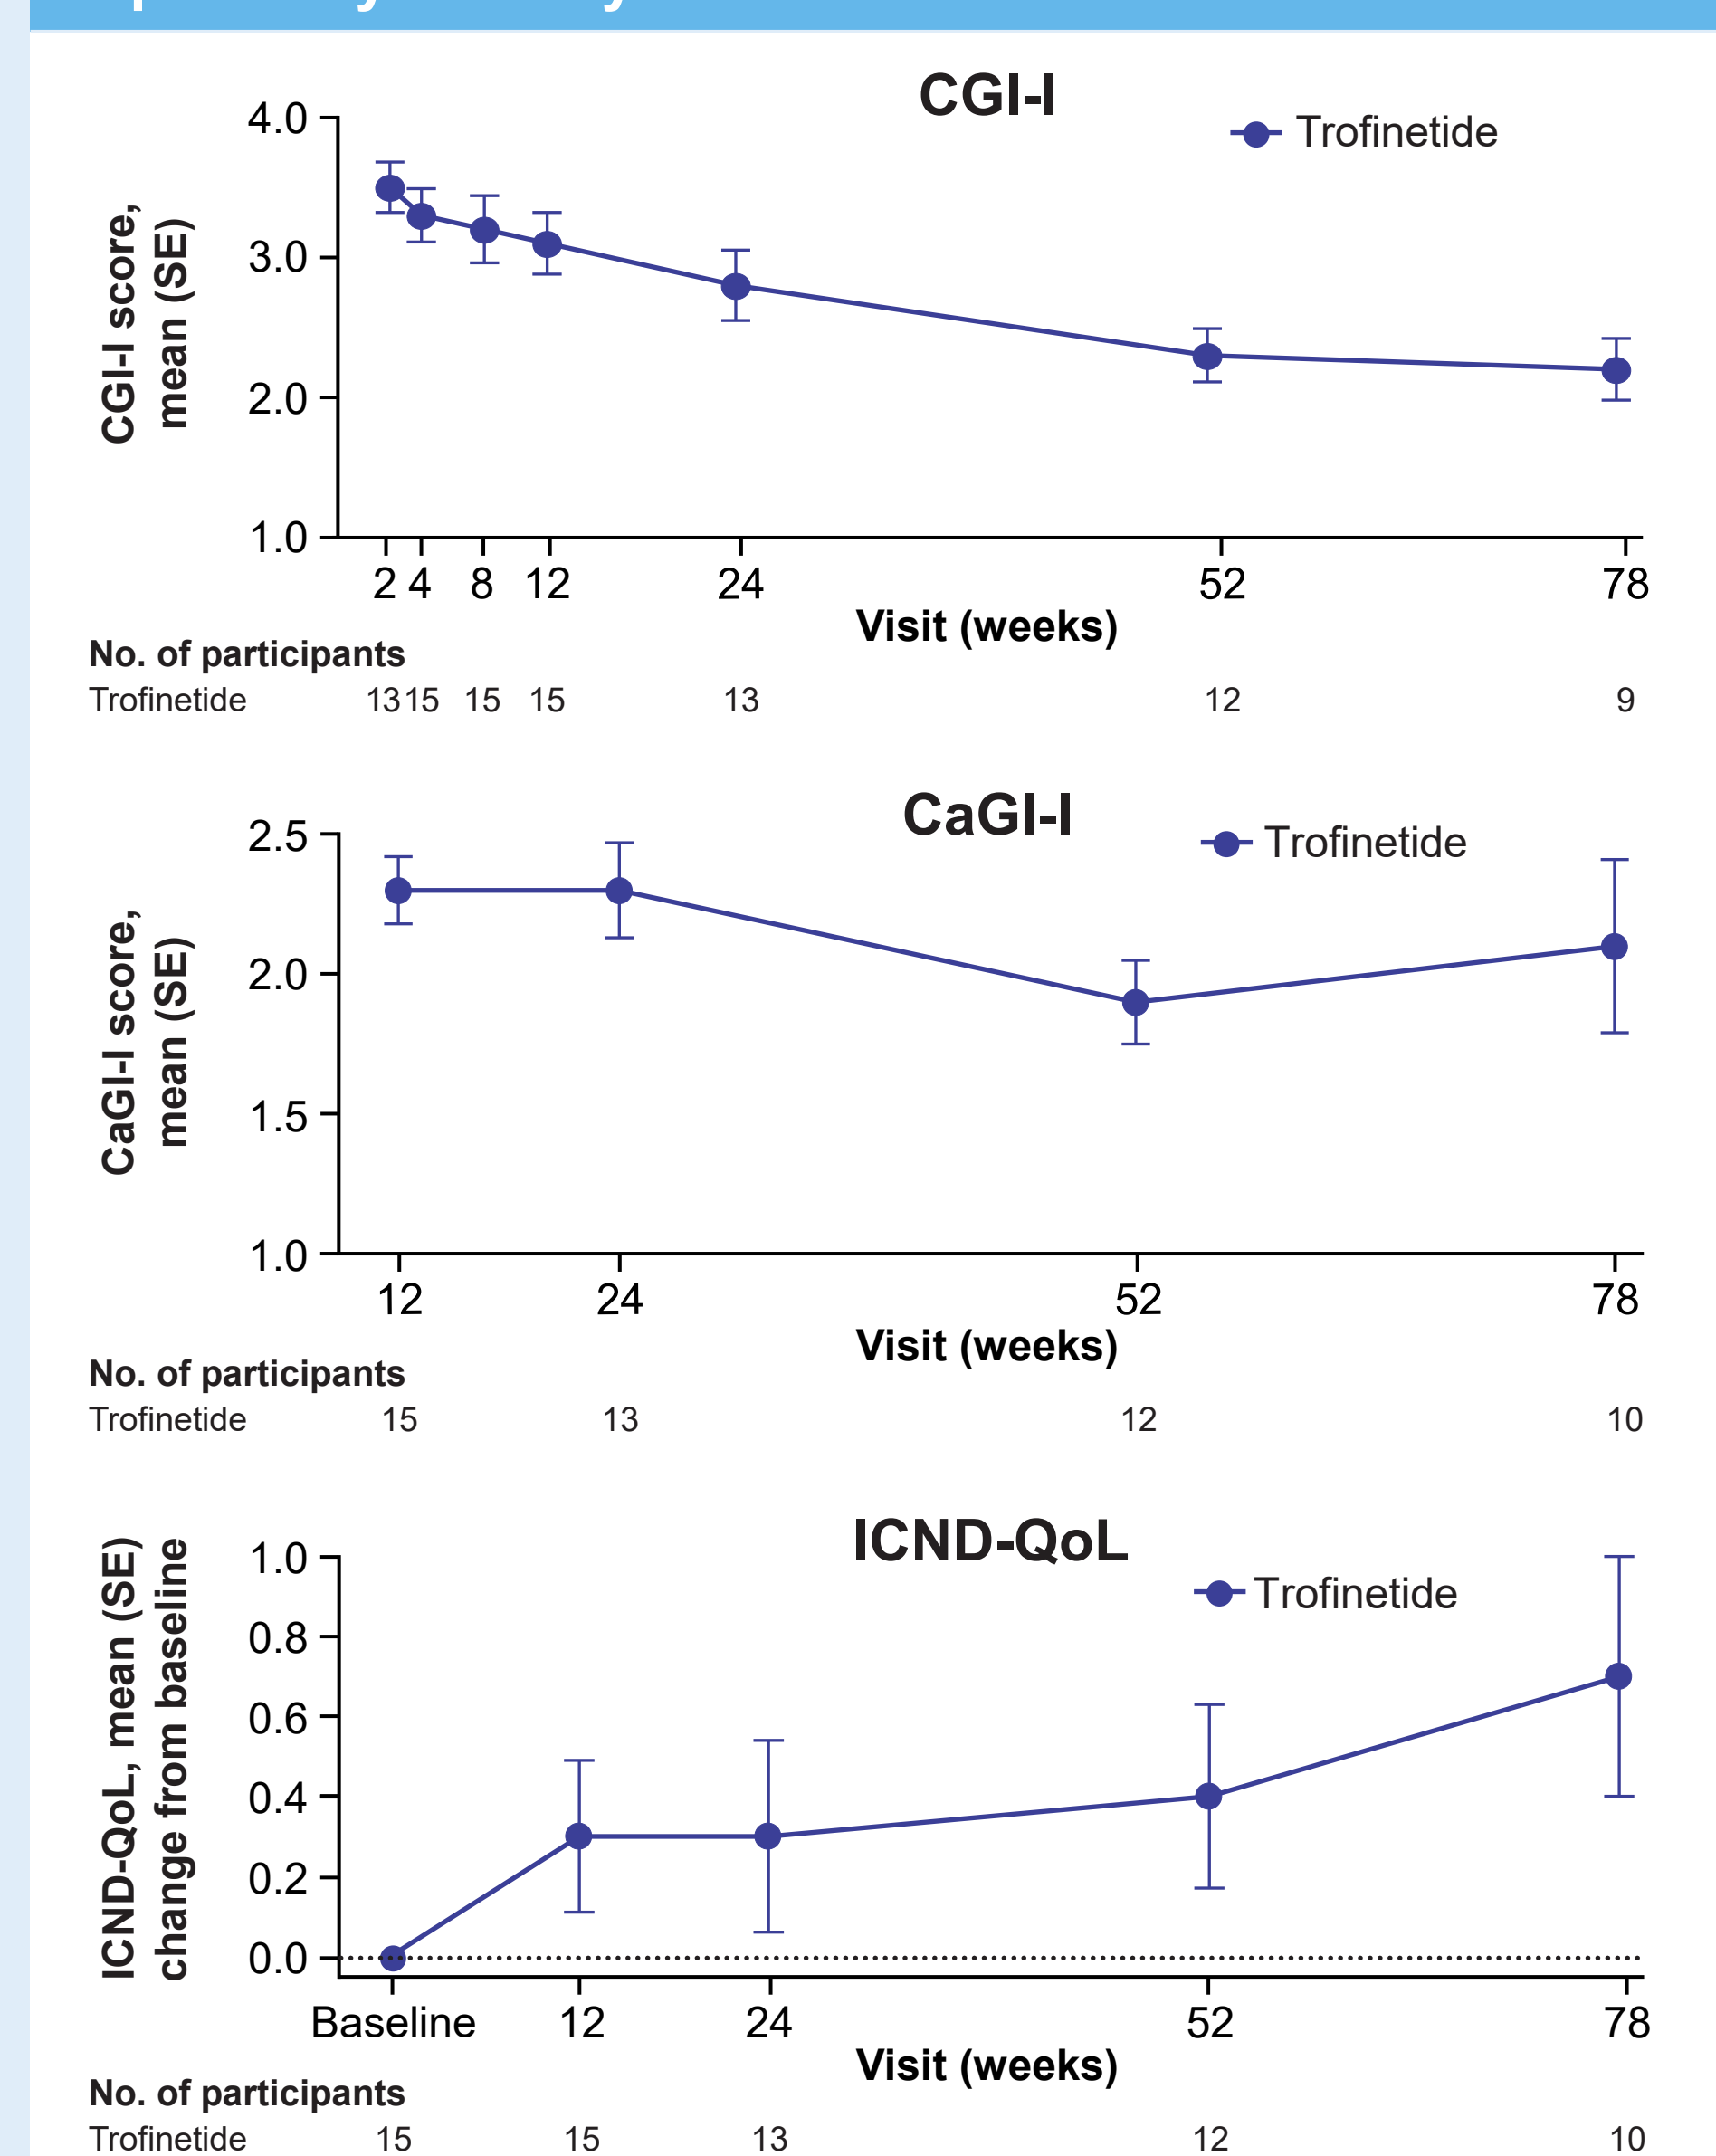 CGI-I
Trofinetide
CGI-I score,
mean (SE)
4.0
3.0
2.0
1.0
2 4 8 12 24 52 78
Visit (weeks)
No. of participants
Trofinetide 13 15 15 15 13 12 9
CaGI-I
Trofinetide
CaGI-I score,
mean (SE)
2.5
2.0
1.5
1.0
12 24 52 78
Visit (weeks)
No. of participants
Trofinetide 15 13 12 10
ICND-QoL
Trofinetide
ICND-QoL, mean (SE)
change from baseline
1.0
0.8
0.6
0.4
0.2
0.0
Baseline 12 24 52 78
Visit (weeks)
No. of participants
Trofinetide 15 15 13 12 10